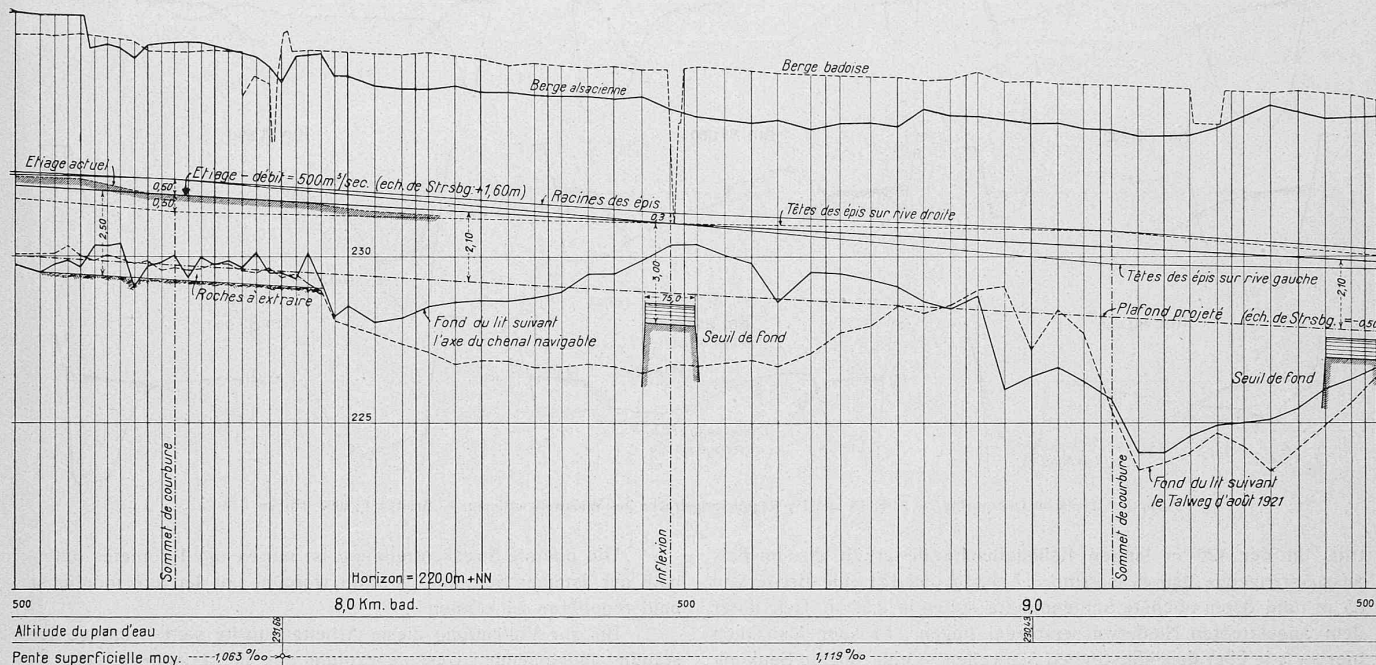 Berge badoise
Berge alsacienne
Etiage actuel
Etiage – débit = 500m³/sec. (éch. de Strsbg:+1,60m)
0,50
0,50
Racines des épis
0,3
Têtes des épis sur rive droite
2,50
2,10
230
3,00
Têtes des épis sur rive gauche
2,10
Roches à extraire
75,0
Plafond projeté (éch. de Strsbg. = -0,50
Fond du lit suivant
l'axe du chenal navigable
Seuil de fond
Seuil de fond
225
Sommet de courbure
Inflexion
Sommet de courbure
Fond du lit suivant
le Talweg d'août 1921
Horizon = 220,0m +NN
500 8,0 Km. bad. 500 9,0 500
Altitude du plan d'eau 231,66 230,43
Pente superficielle moy. 1,063 ‰ 1,119 ‰